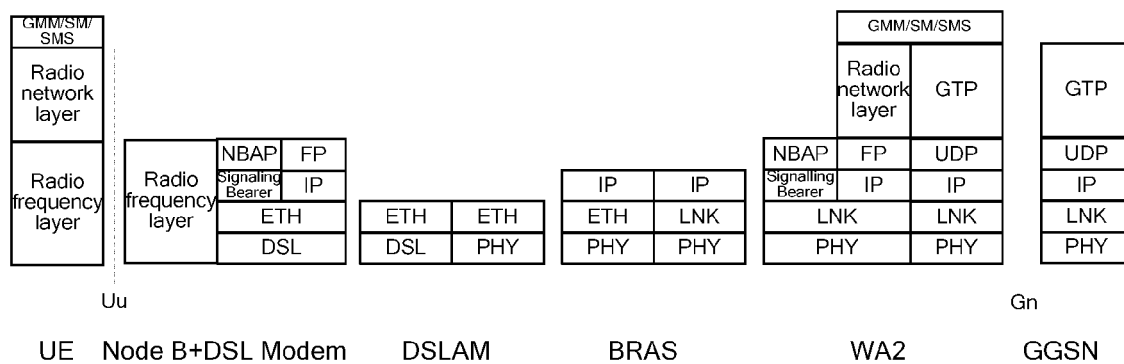 GMM/SM/
SMS
Radio
network
layer
Radio
frequency
layer
Uu
Radio
frequency
layer
NBAP FP
Signaling
Bearer
IP
ETH
DSL
ETH ETH
DSL PHY
IP IP
ETH LNK
PHY PHY
GMM/SM/SMS
Radio
network
layer
GTP
NBAP FP UDP
Signalling
Bearer
IP IP
LNK LNK
PHY PHY
Gn
GTP
UDP
IP
LNK
PHY
UE Node B+DSL Modem DSLAM BRAS WA2 GGSN